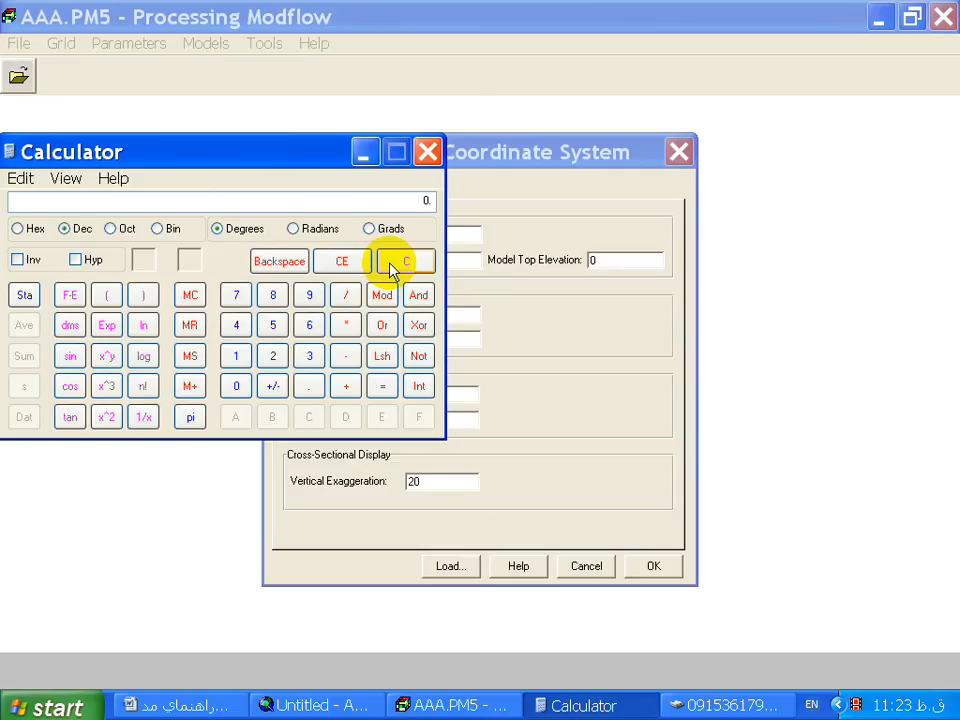 AAA.PM5 - Processing Modflow
File Grid Parameters Models Tools Help
Calculator
Coordinate System
Edit View Help
0.
Hex Dec Oct Bin Degrees Radians Grads
Inv Hyp Backspace CE C
Model Top Elevation: 0
Sta F-E ( ) MC 7 8 9 / Mod And
Ave dms Exp ln MR 4 5 6 * Or Xor
Sum sin x^y log MS 1 2 3 - Lsh Not
s cos x^3 n! M+ 0 +/- . + = Int
Dat tan x^2 1/x pi A B C D E F
Cross-Sectional Display
Vertical Exaggeration: 20
Load... Help Cancel OK
start
راهنماي مد...
Untitled - A...
AAA.PM5 - ...
Calculator
091536179...
EN
11:23 ق.ظ